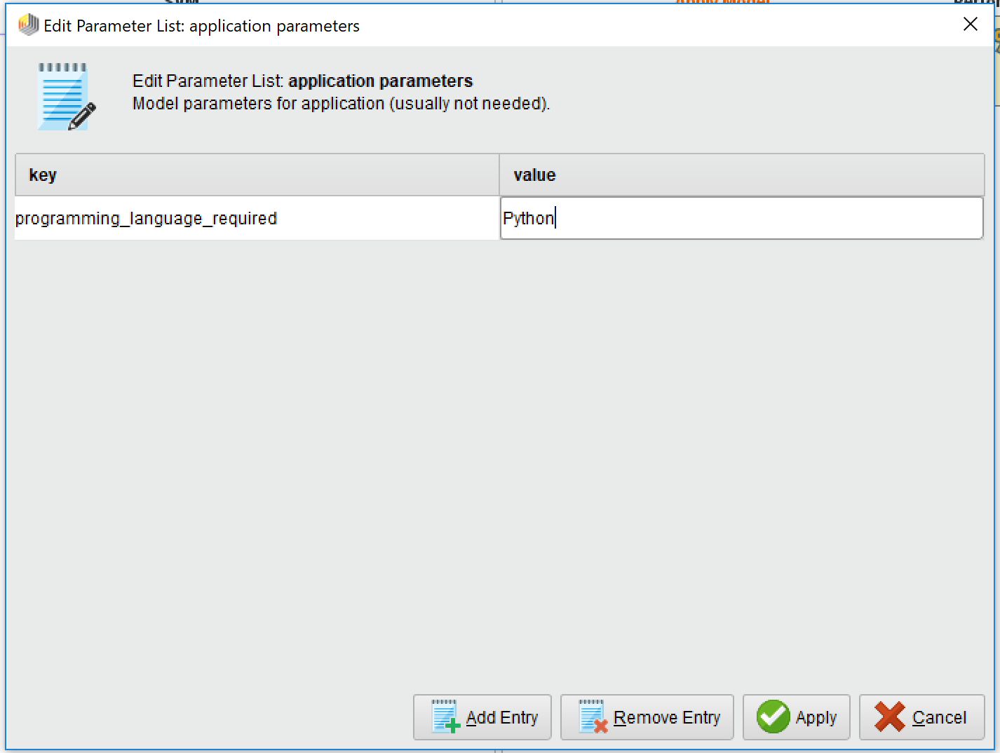 Edit Parameter List: application parameters
Edit Parameter List: application parameters
Model parameters for application (usually not needed).
key value
programming_language_required Python
Add Entry Remove Entry Apply Cancel